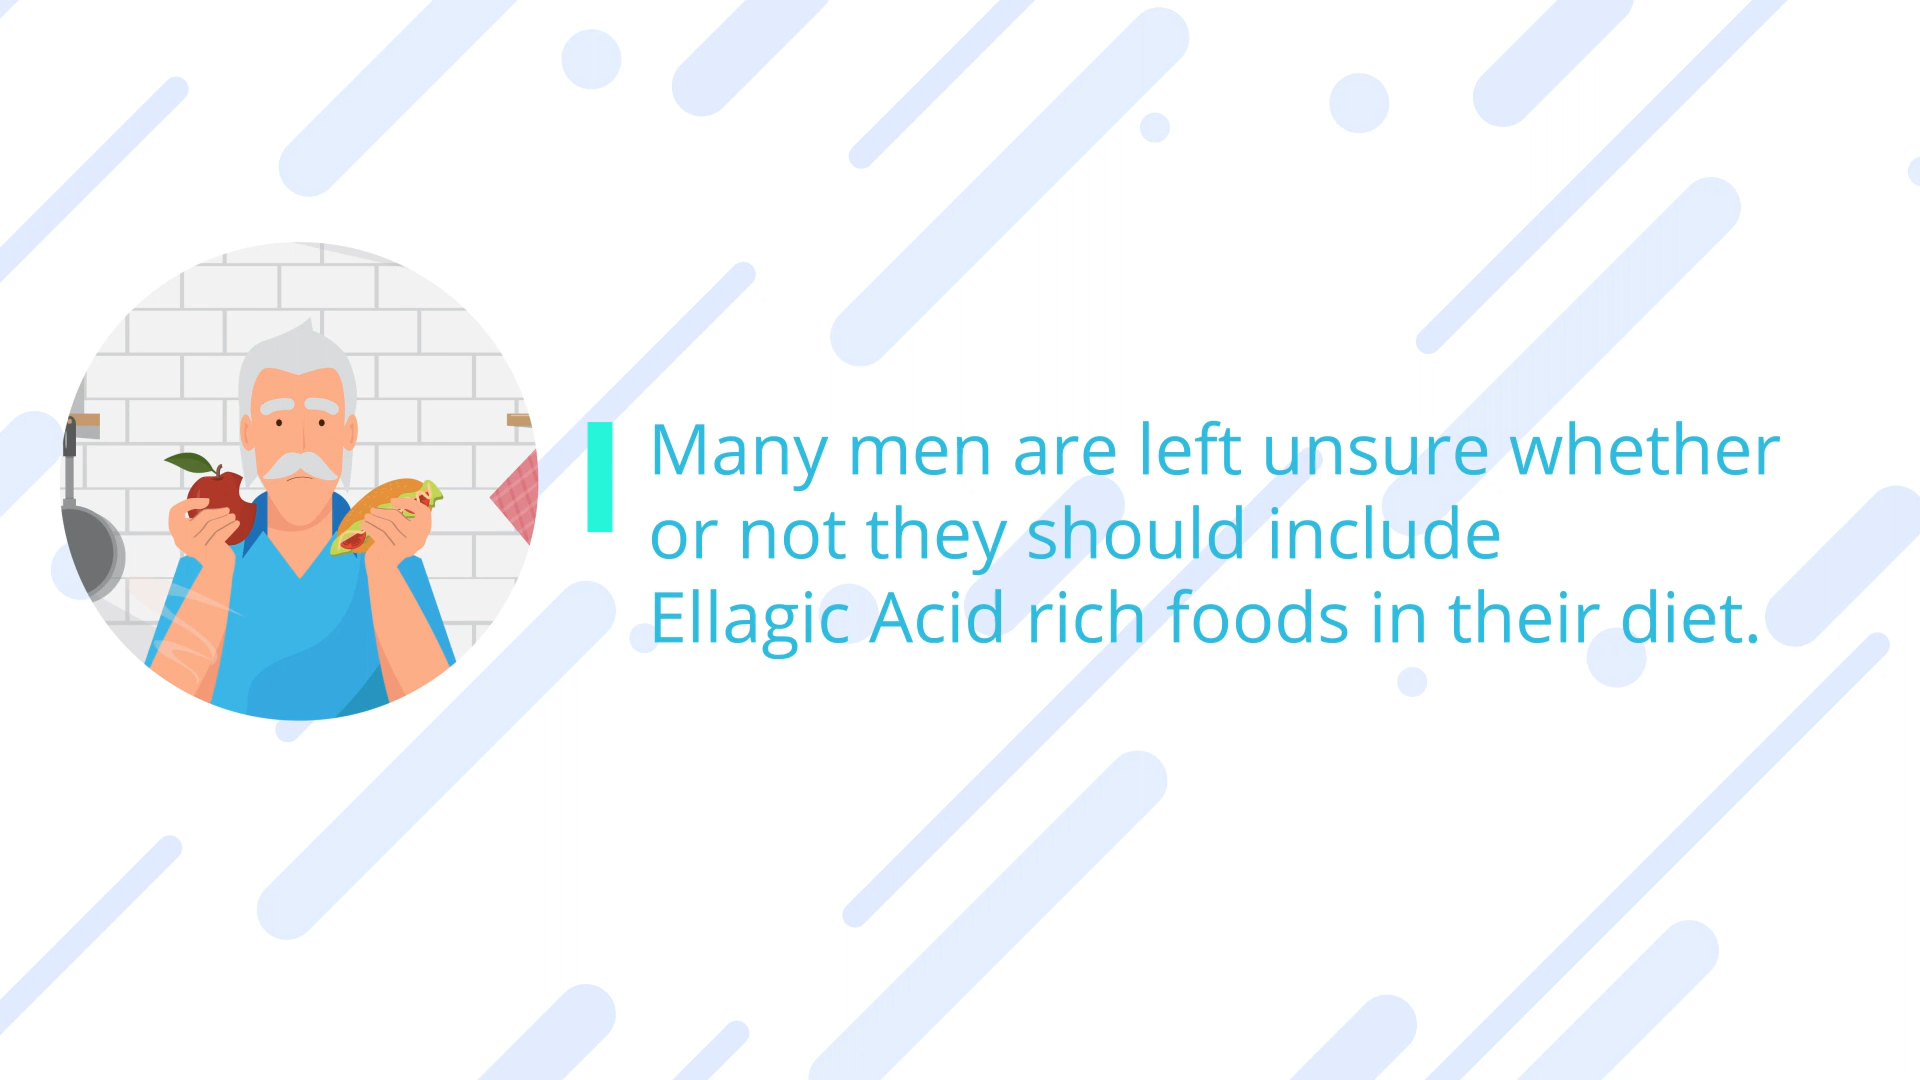 Many men are left unsure whether
or not they should include
Ellagic Acid rich foods in their diet.